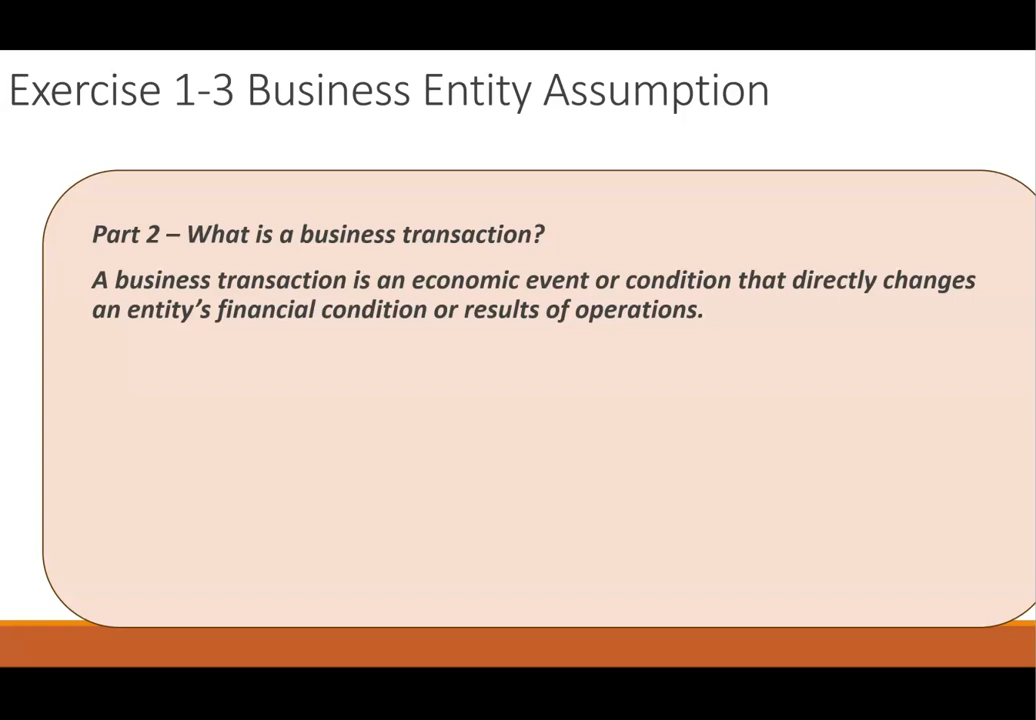 Exercise 1-3 Business Entity Assumption
Part 2 – What is a business transaction?
A business transaction is an economic event or condition that directly changes
an entity’s financial condition or results of operations.